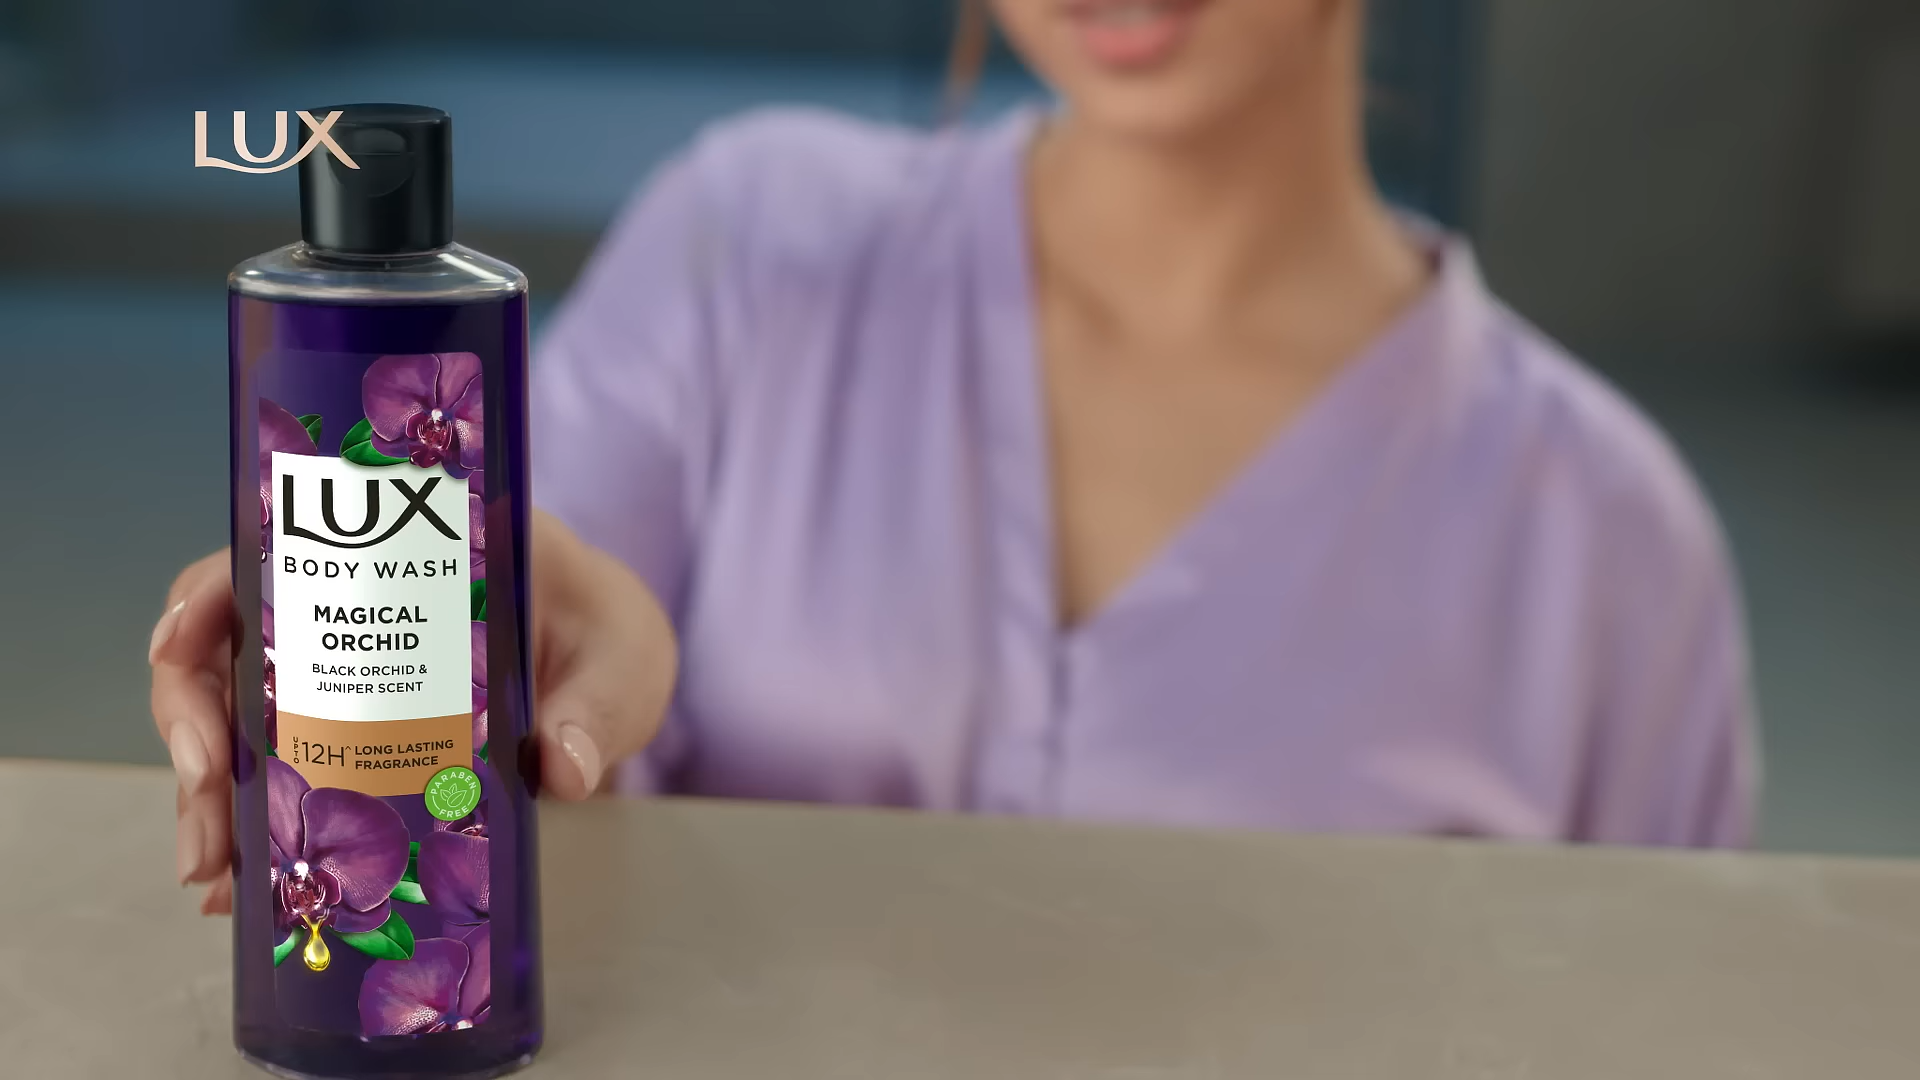 LUX
LUX
BODY WASH
MAGICAL
ORCHID
BLACK ORCHID &
JUNIPER SCENT
UPTO 12H^ LONG LASTING
FRAGRANCE
PARABEN
FREE